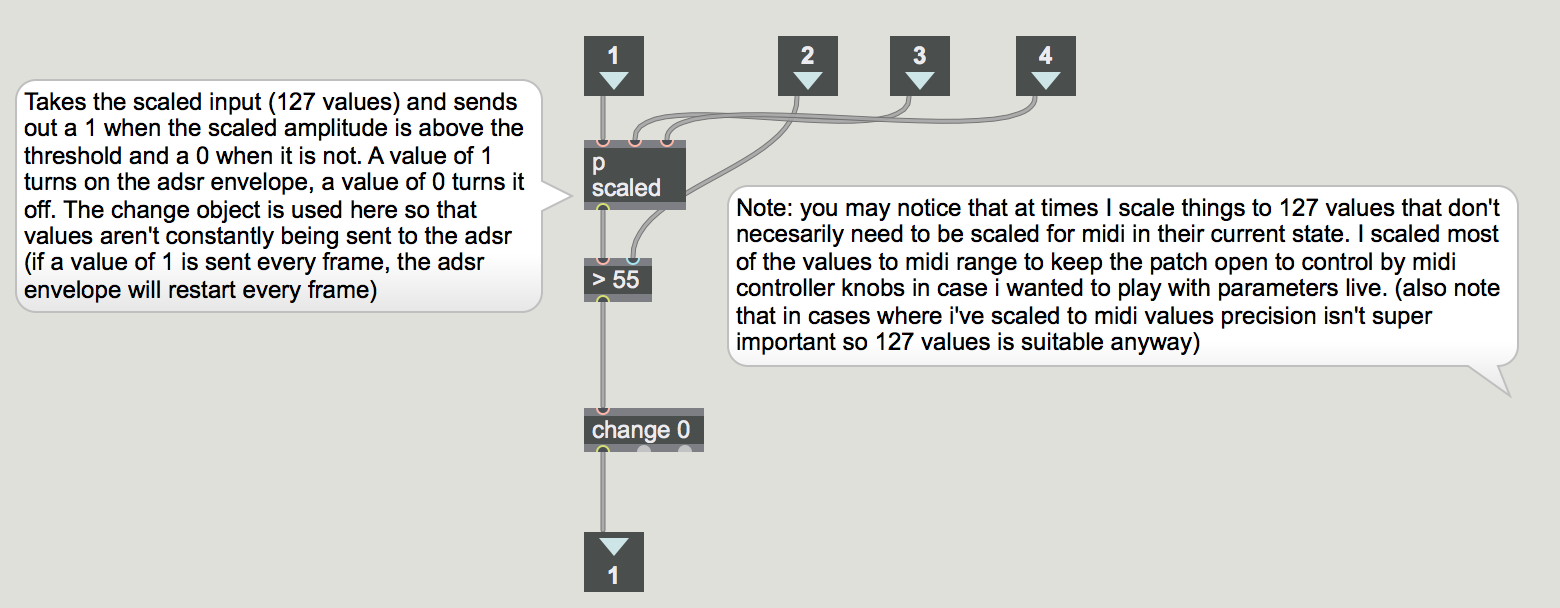 1
2
3
4
Takes the scaled input (127 values) and sends
out a 1 when the scaled amplitude is above the
threshold and a 0 when it is not. A value of 1
turns on the adsr envelope, a value of 0 turns it
off. The change object is used here so that
values aren't constantly being sent to the adsr
(if a value of 1 is sent every frame, the adsr
envelope will restart every frame)
p
scaled
Note: you may notice that at times I scale things to 127 values that don't
necesarily need to be scaled for midi in their current state. I scaled most
of the values to midi range to keep the patch open to control by midi
controller knobs in case i wanted to play with parameters live. (also note
that in cases where i've scaled to midi values precision isn't super
important so 127 values is suitable anyway)
> 55
change 0
1